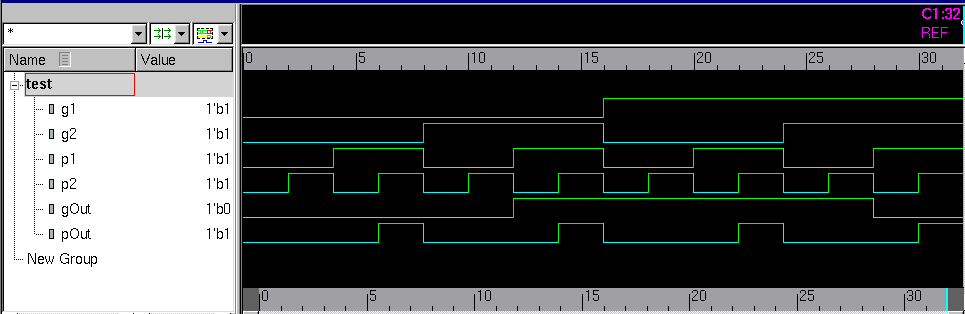 C1:32
REF
*
0 5 10 15 20 25 30
Name Value
test
g1 1'b1
g2 1'b1
p1 1'b1
p2 1'b1
gOut 1'b0
pOut 1'b1
New Group
0 5 10 15 20 25 30